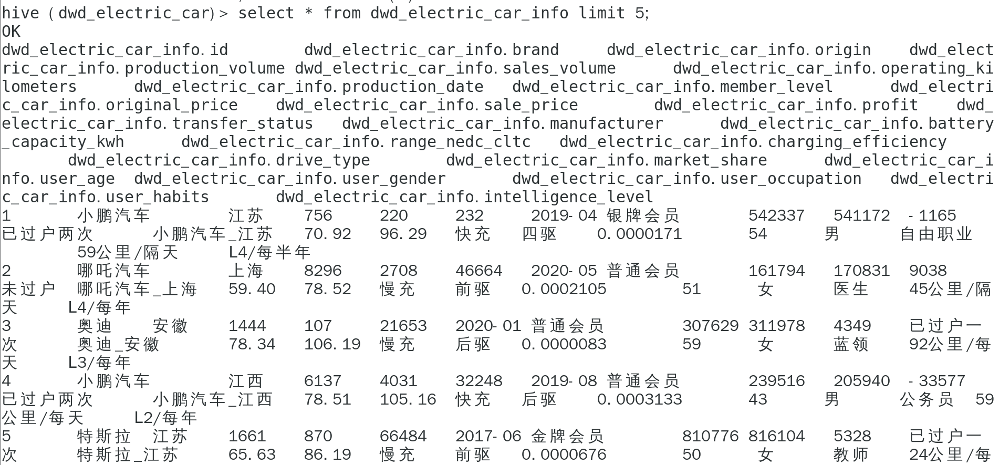 hive (dwd_electric_car)> select * from dwd_electric_car_info limit 5;
OK
dwd_electric_car_info.id dwd_electric_car_info.brand dwd_electric_car_info.origin dwd_elect
ric_car_info.production_volume dwd_electric_car_info.sales_volume dwd_electric_car_info.operating_ki
lometers dwd_electric_car_info.production_date dwd_electric_car_info.member_level dwd_electri
c_car_info.original_price dwd_electric_car_info.sale_price dwd_electric_car_info.profit dwd_
electric_car_info.transfer_status dwd_electric_car_info.manufacturer dwd_electric_car_info.battery
_capacity_kwh dwd_electric_car_info.range_nedc_cltc dwd_electric_car_info.charging_efficiency
dwd_electric_car_info.drive_type dwd_electric_car_info.market_share dwd_electric_car_i
nfo.user_age dwd_electric_car_info.user_gender dwd_electric_car_info.user_occupation dwd_electri
c_car_info.user_habits dwd_electric_car_info.intelligence_level
1 小鹏汽车 江苏 756 220 232 2019-04 银牌会员 542337 541172 -1165
已过户两次 小鹏汽车_江苏 70.92 96.29 快充 四驱 0.0000171 54 男 自由职业
59公里/隔天 L4/每半年
2 哪吒汽车 上海 8296 2708 46664 2020-05 普通会员 161794 170831 9038
未过户 哪吒汽车_上海 59.40 78.52 慢充 前驱 0.0002105 51 女 医生 45公里/隔
天 L4/每年
3 奥迪 安徽 1444 107 21653 2020-01 普通会员 307629 311978 4349 已过户一
次 奥迪_安徽 78.34 106.19 慢充 后驱 0.0000083 59 女 蓝领 92公里/每
天 L3/每年
4 小鹏汽车 江西 6137 4031 32248 2019-08 普通会员 239516 205940 -33577
已过户两次 小鹏汽车_江西 78.51 105.16 快充 后驱 0.0003133 43 男 公务员 59
公里/每天 L2/每年
5 特斯拉 江苏 1661 870 66484 2017-06 金牌会员 810776 816104 5328 已过户一
次 特斯拉_江苏 65.63 86.19 慢充 前驱 0.0000676 50 女 教师 24公里/每